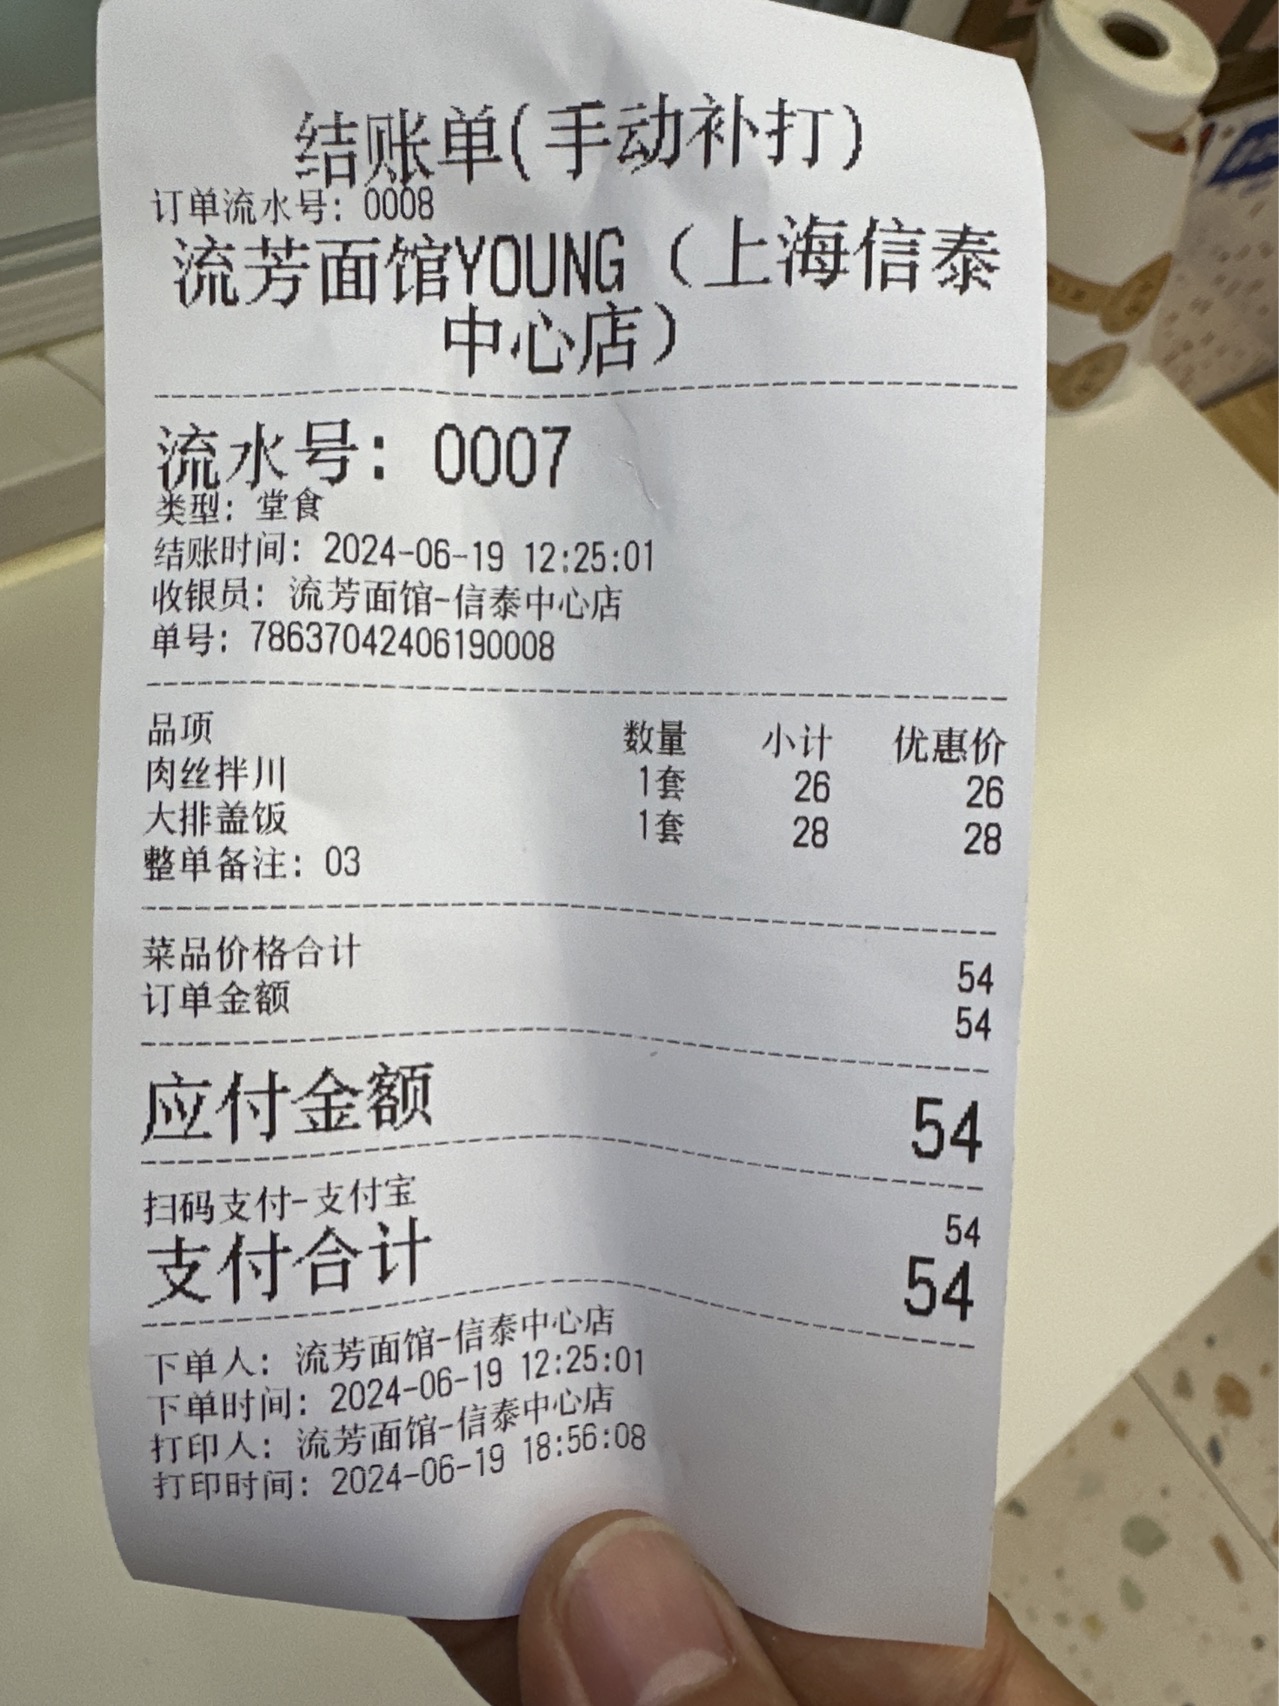 结账单(手动补打)
订单流水号: 0008
流芳面馆YOUNG（上海信泰
中心店）
流水号: 0007
类型: 堂食
结账时间: 2024-06-19 12:25:01
收银员: 流芳面馆-信泰中心店
单号: 78637042406190008
品项 数量 小计 优惠价
肉丝拌川 1套 26 26
大排盖饭 1套 28 28
整单备注: 03
菜品价格合计 54
订单金额 54
应付金额 54
扫码支付-支付宝 54
支付合计 54
下单人: 流芳面馆-信泰中心店
下单时间: 2024-06-19 12:25:01
打印人: 流芳面馆-信泰中心店
打印时间: 2024-06-19 18:56:08